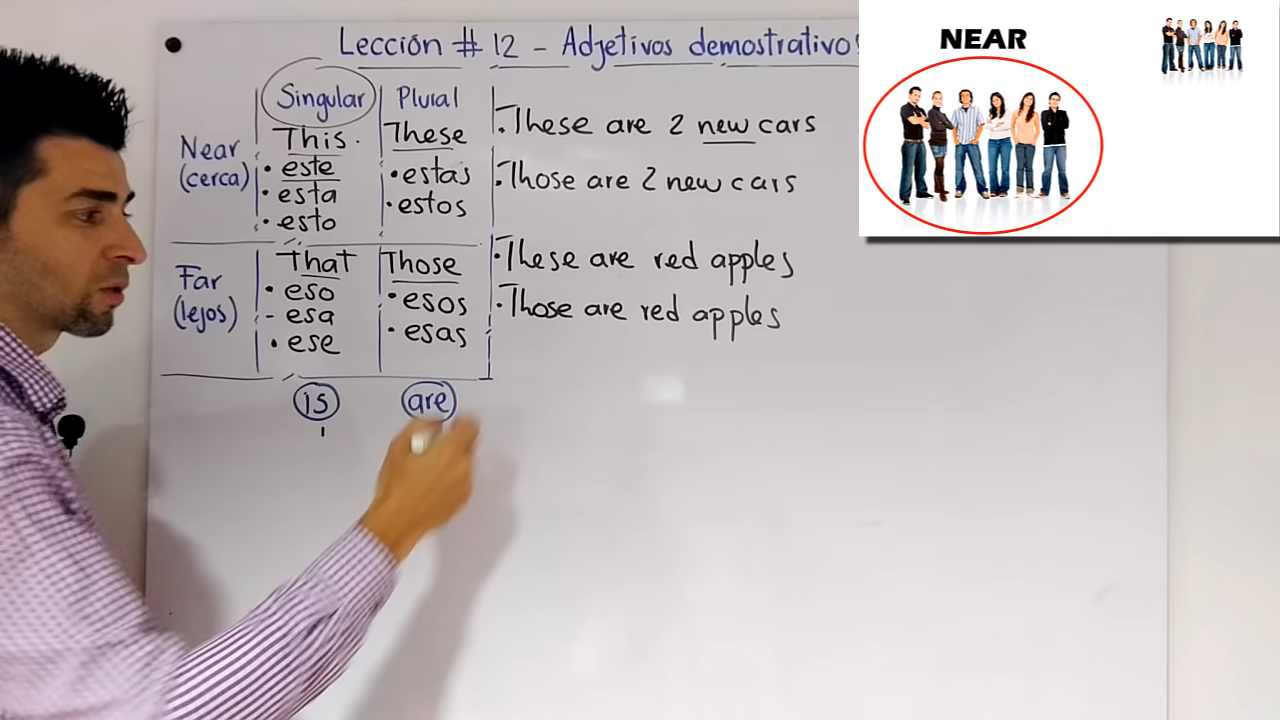 Lección # 12 - Adjetivos demostrativos
NEAR
Singular
Plural
Near
(cerca)
This.
• este
• esta
• esto
These
• estas
• estos
Far
(lejos)
That
• eso
- esa
• ese
Those
• esos
• esas
is
are
• These are 2 new cars
• Those are 2 new cars
• These are red apples
• Those are red apples